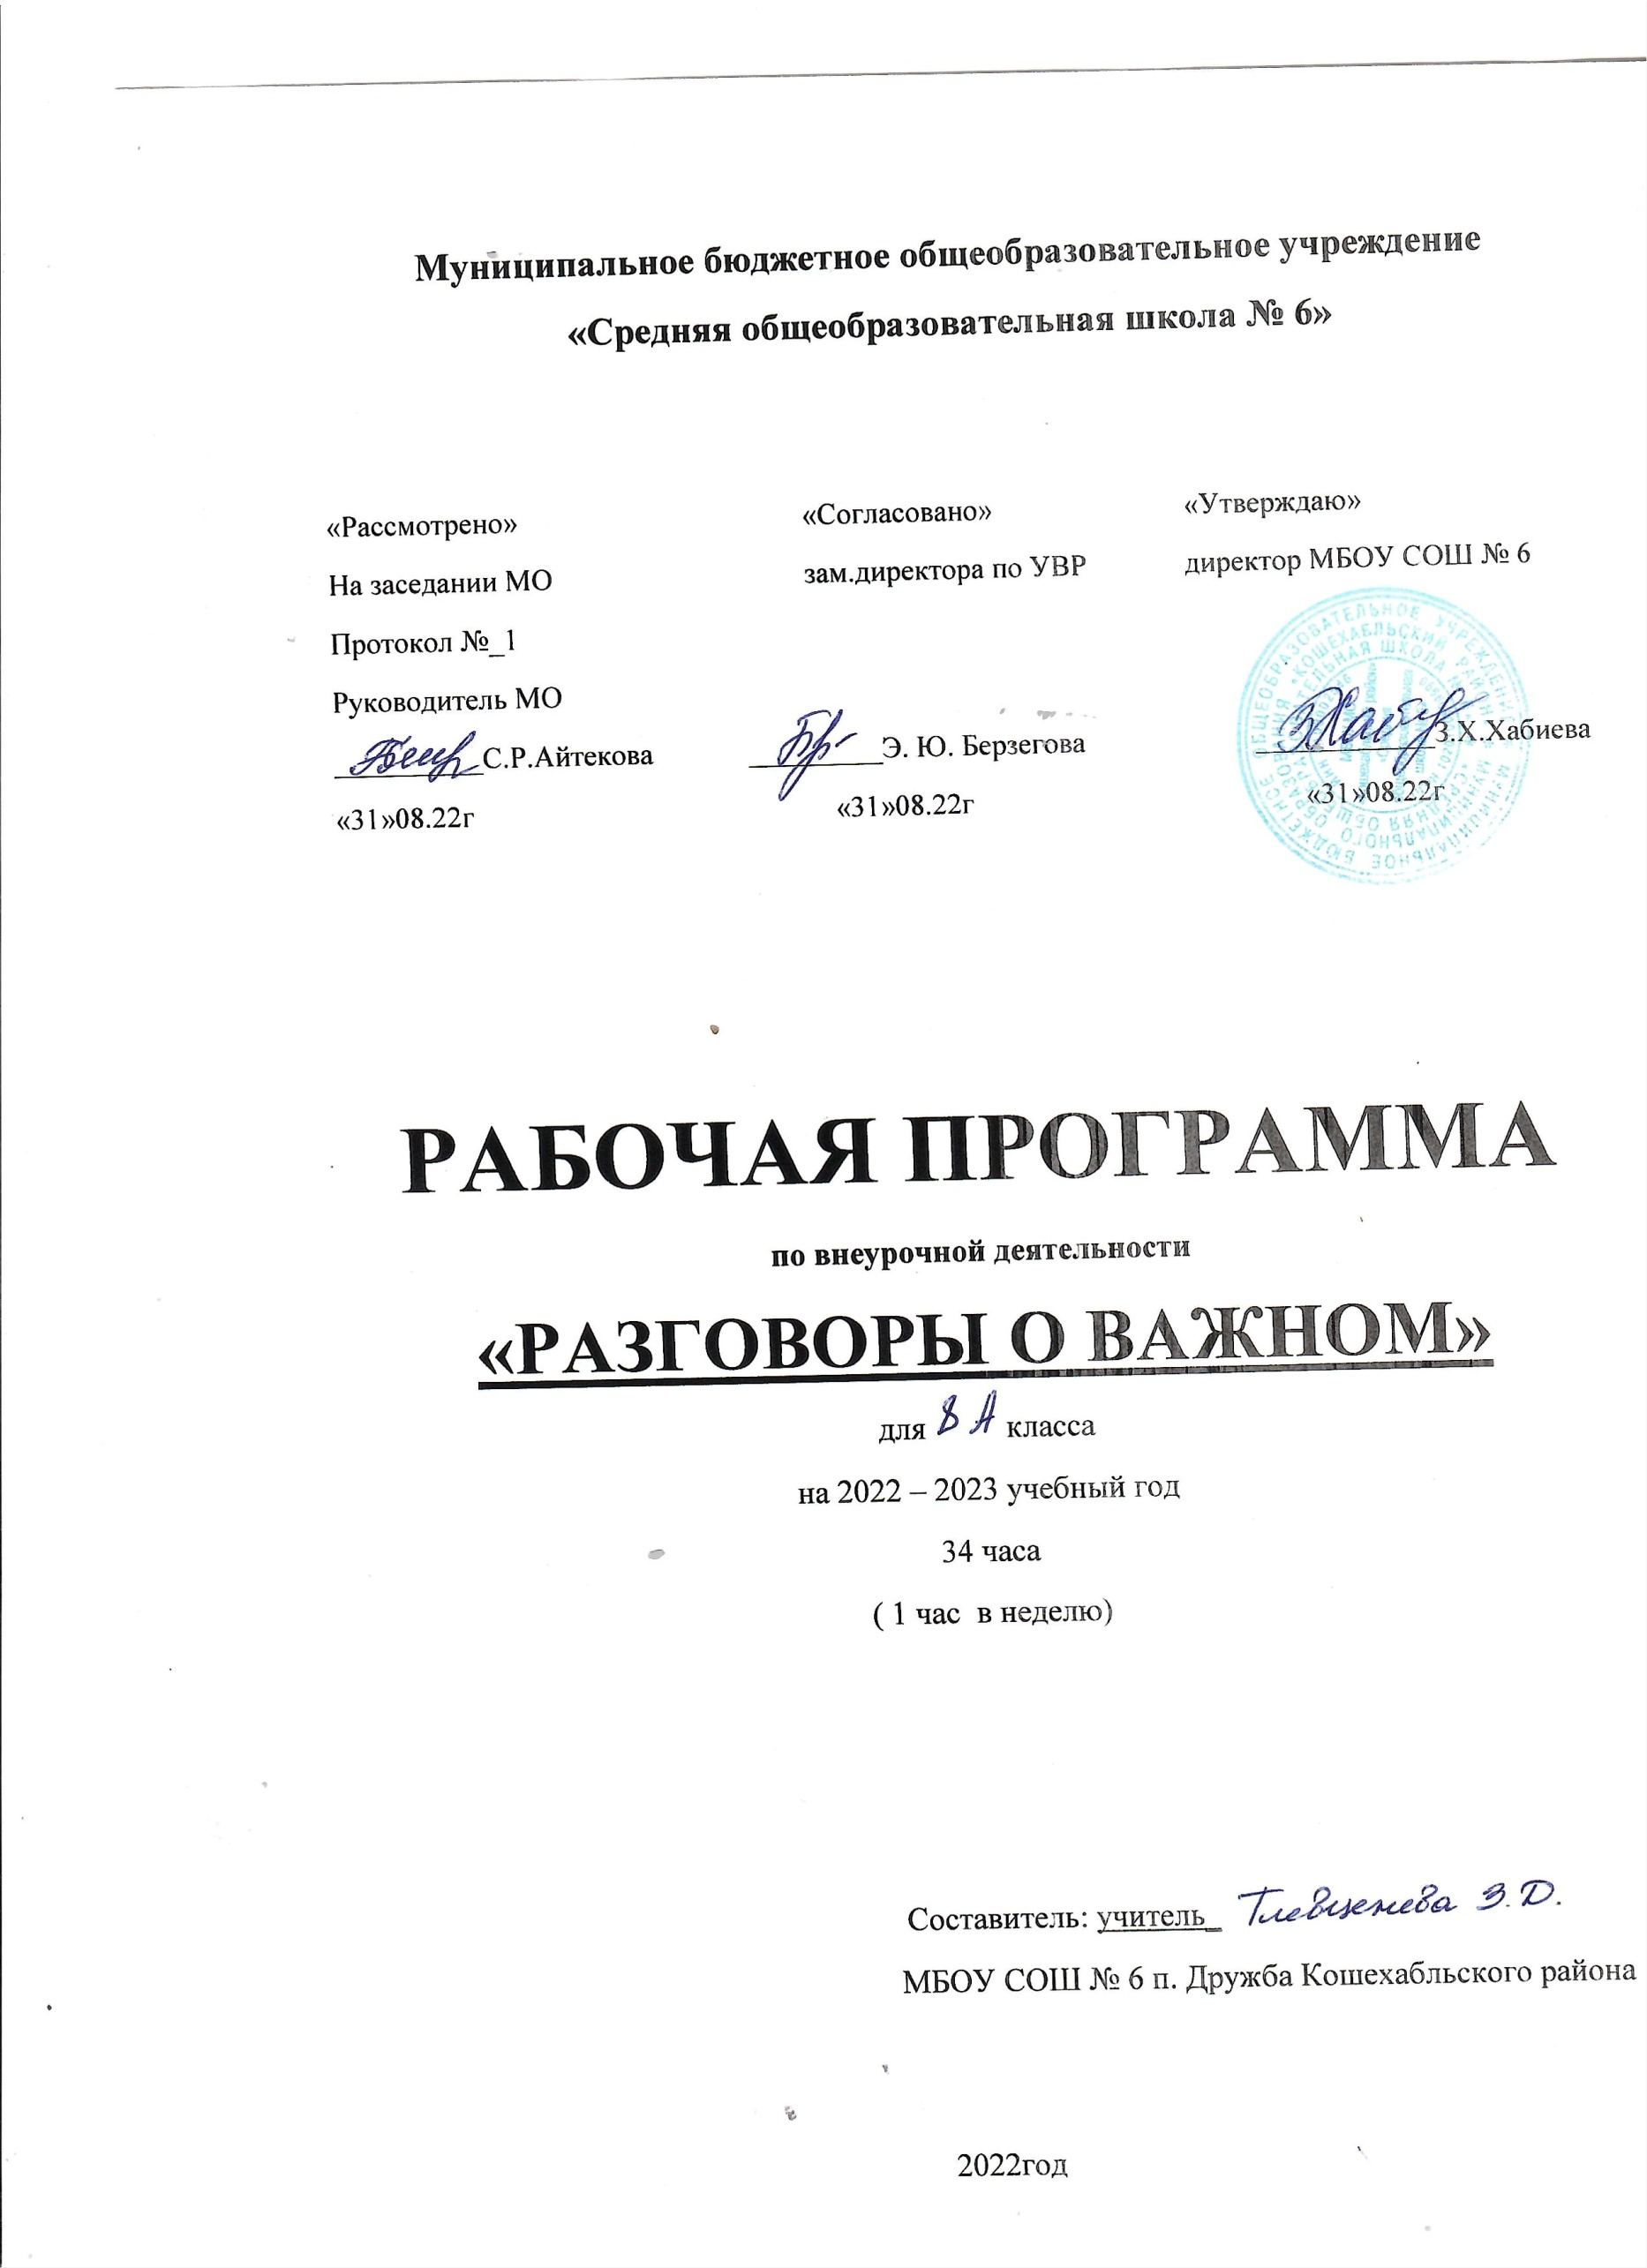 Муниципальное бюджетное общеобразовательное учреждение
«Средняя общеобразовательная школа № 6»
«Рассмотрено»
На заседании МО
Протокол №_1
Руководитель МО
С.Р.Айтекова
«31»08.22г
«Согласовано»
зам.директора по УВР
Э. Ю. Берзегова
«31»08.22г
«Утверждаю»
директор МБОУ СОШ № 6
З.Х.Хабиева
«31»08.22г
РАБОЧАЯ ПРОГРАММА
по внеурочной деятельности
«РАЗГОВОРЫ О ВАЖНОМ»
для 8 А класса
на 2022 – 2023 учебный год
34 часа
( 1 час в неделю)
Составитель: учитель_ Тлевцежева З.Д.
МБОУ СОШ № 6 п. Дружба Кошехабльского района
2022год